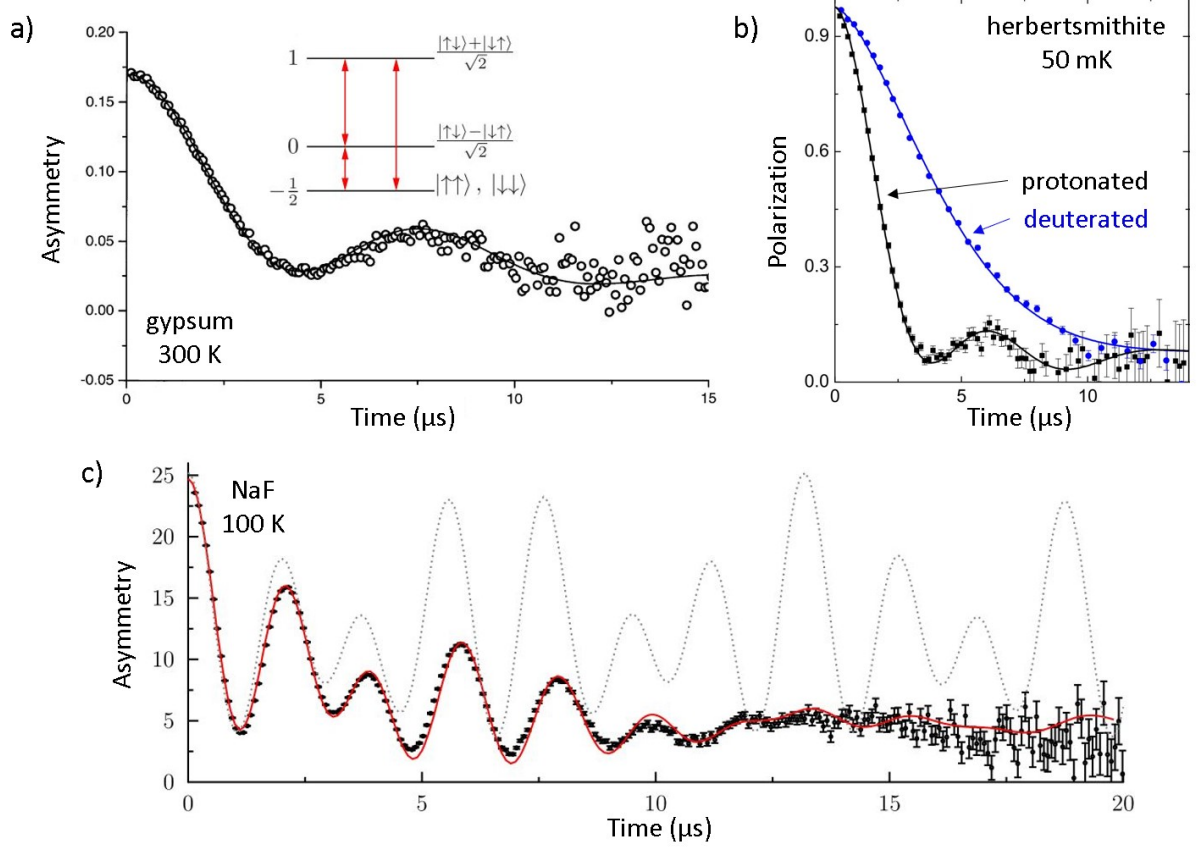 a)
0.20
0.15
0.10
0.05
0.00
-0.05
Asymmetry
1
|↑↓⟩+|↓↑⟩
√2
0
|↑↓⟩−|↓↑⟩
√2
−1/2
|↑↑⟩ , |↓↓⟩
gypsum
300 K
0 5 10 15
Time (μs)
b)
herbertsmithite
50 mK
0.9
0.6
0.3
0.0
Polarization
protonated
deuterated
0 5 10
Time (μs)
c)
NaF
100 K
25
20
15
10
5
0
Asymmetry
0 5 10 15 20
Time (μs)